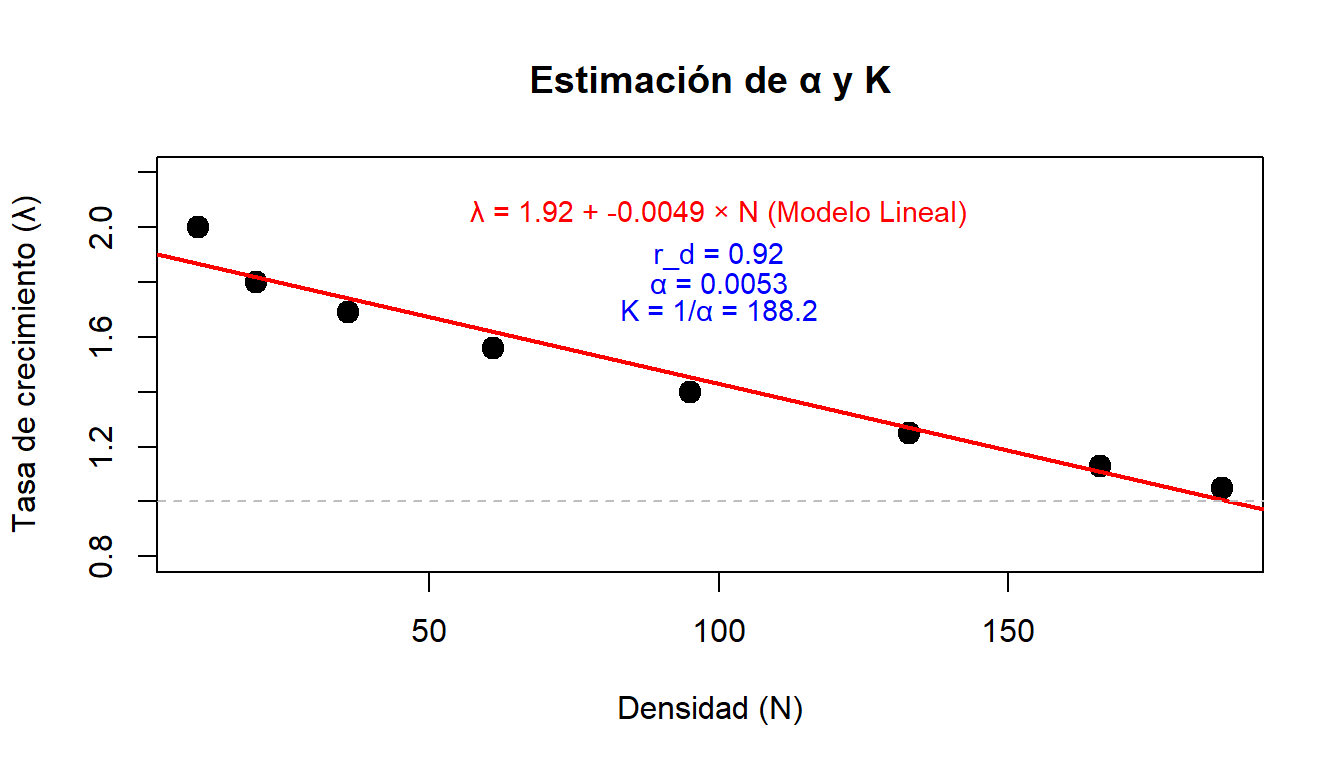 Estimación de α y K
λ = 1.92 + -0.0049 × N (Modelo Lineal)
r_d = 0.92
α = 0.0053
K = 1/α = 188.2
Tasa de crecimiento (λ)
2.0
1.6
1.2
0.8
50 100 150
Densidad (N)